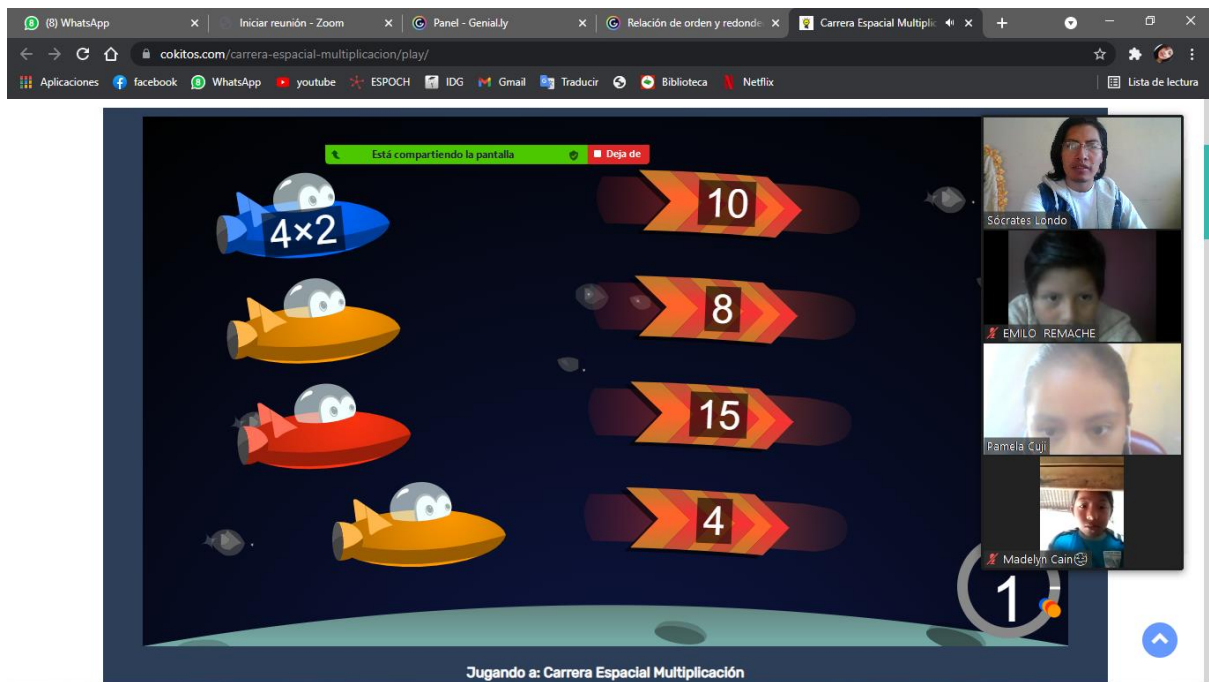 (8) WhatsApp
Iniciar reunión - Zoom
Panel - Genial.ly
Relación de orden y redonde
Carrera Espacial Multiplic
cokitos.com/carrera-espacial-multiplicacion/play/
Aplicaciones facebook WhatsApp youtube ESPOCH IDG Gmail Traducir Biblioteca Netflix Lista de lectura
Está compartiendo la pantalla Deja de
4×2
10
8
15
4
Sócrates Londo
EMILO REMACHE
Pamela Cuji
Madelyn Cain
1
Jugando a: Carrera Espacial Multiplicación